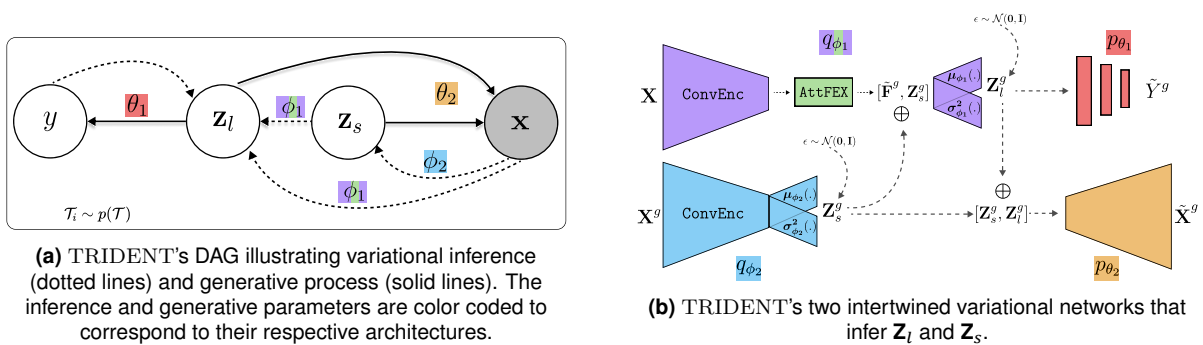 y
θ₁
z_l
ϕ₁
z_s
θ₂
x
ϕ₂
ϕ₁
𝒯_i ∼ p(𝒯)
(a) TRIDENT's DAG illustrating variational inference
(dotted lines) and generative process (solid lines). The
inference and generative parameters are color coded to
correspond to their respective architectures.
q_ϕ₁
ϵ ∼ 𝒩(0, I)
p_θ₁
X
ConvEnc
AttFEX
[F̃^g, Z_s^g]
⊕
μ_ϕ₁(.)
σ²_ϕ₁(.)
Z_l^g
Ỹ^g
ϵ ∼ 𝒩(0, I)
X^g
ConvEnc
μ_ϕ₂(.)
σ²_ϕ₂(.)
Z_s^g
⊕
[Z_s^g, Z_l^g]
X̃^g
q_ϕ₂
p_θ₂
(b) TRIDENT's two intertwined variational networks that
infer Z_l and Z_s.